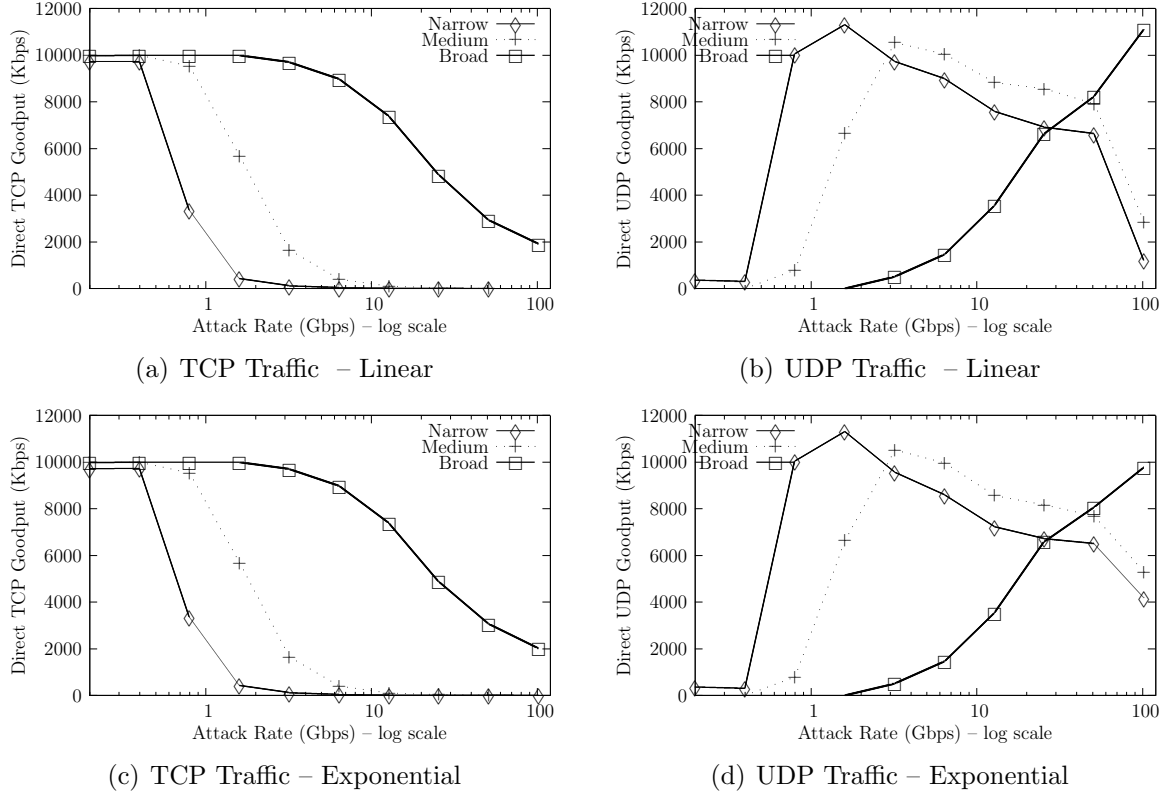 12000
10000
8000
6000
4000
2000
0
Direct TCP Goodput (Kbps)
Narrow
Medium
Broad
1 10 100
Attack Rate (Gbps) – log scale
(a) TCP Traffic – Linear
12000
10000
8000
6000
4000
2000
0
Direct UDP Goodput (Kbps)
Narrow
Medium
Broad
1 10 100
Attack Rate (Gbps) – log scale
(b) UDP Traffic – Linear
12000
10000
8000
6000
4000
2000
0
Direct TCP Goodput (Kbps)
Narrow
Medium
Broad
1 10 100
Attack Rate (Gbps) – log scale
(c) TCP Traffic – Exponential
12000
10000
8000
6000
4000
2000
0
Direct UDP Goodput (Kbps)
Narrow
Medium
Broad
1 10 100
Attack Rate (Gbps) – log scale
(d) UDP Traffic – Exponential